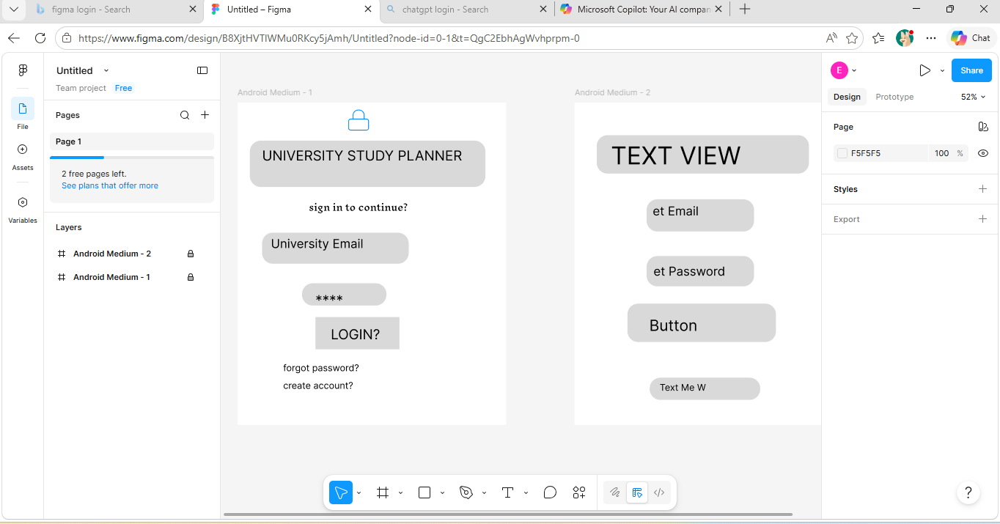 figma login - Search
Untitled – Figma
chatgpt login - Search
Microsoft Copilot: Your AI compan
https://www.figma.com/design/B8XjtHVTlWMu0RKcy5jAmh/Untitled?node-id=0-1&t=QgC2EbhAgWvhprpm-0
Chat
Untitled
Team project Free
File
Assets
Variables
Pages
Page 1
2 free pages left.
See plans that offer more
Layers
Android Medium - 2
Android Medium - 1
Android Medium - 1
UNIVERSITY STUDY PLANNER
sign in to continue?
University Email
****
LOGIN?
forgot password?
create account?
Android Medium - 2
TEXT VIEW
et Email
et Password
Button
Text Me W
E
Share
Design Prototype 52%
Page
F5F5F5 100 %
Styles
Export
?